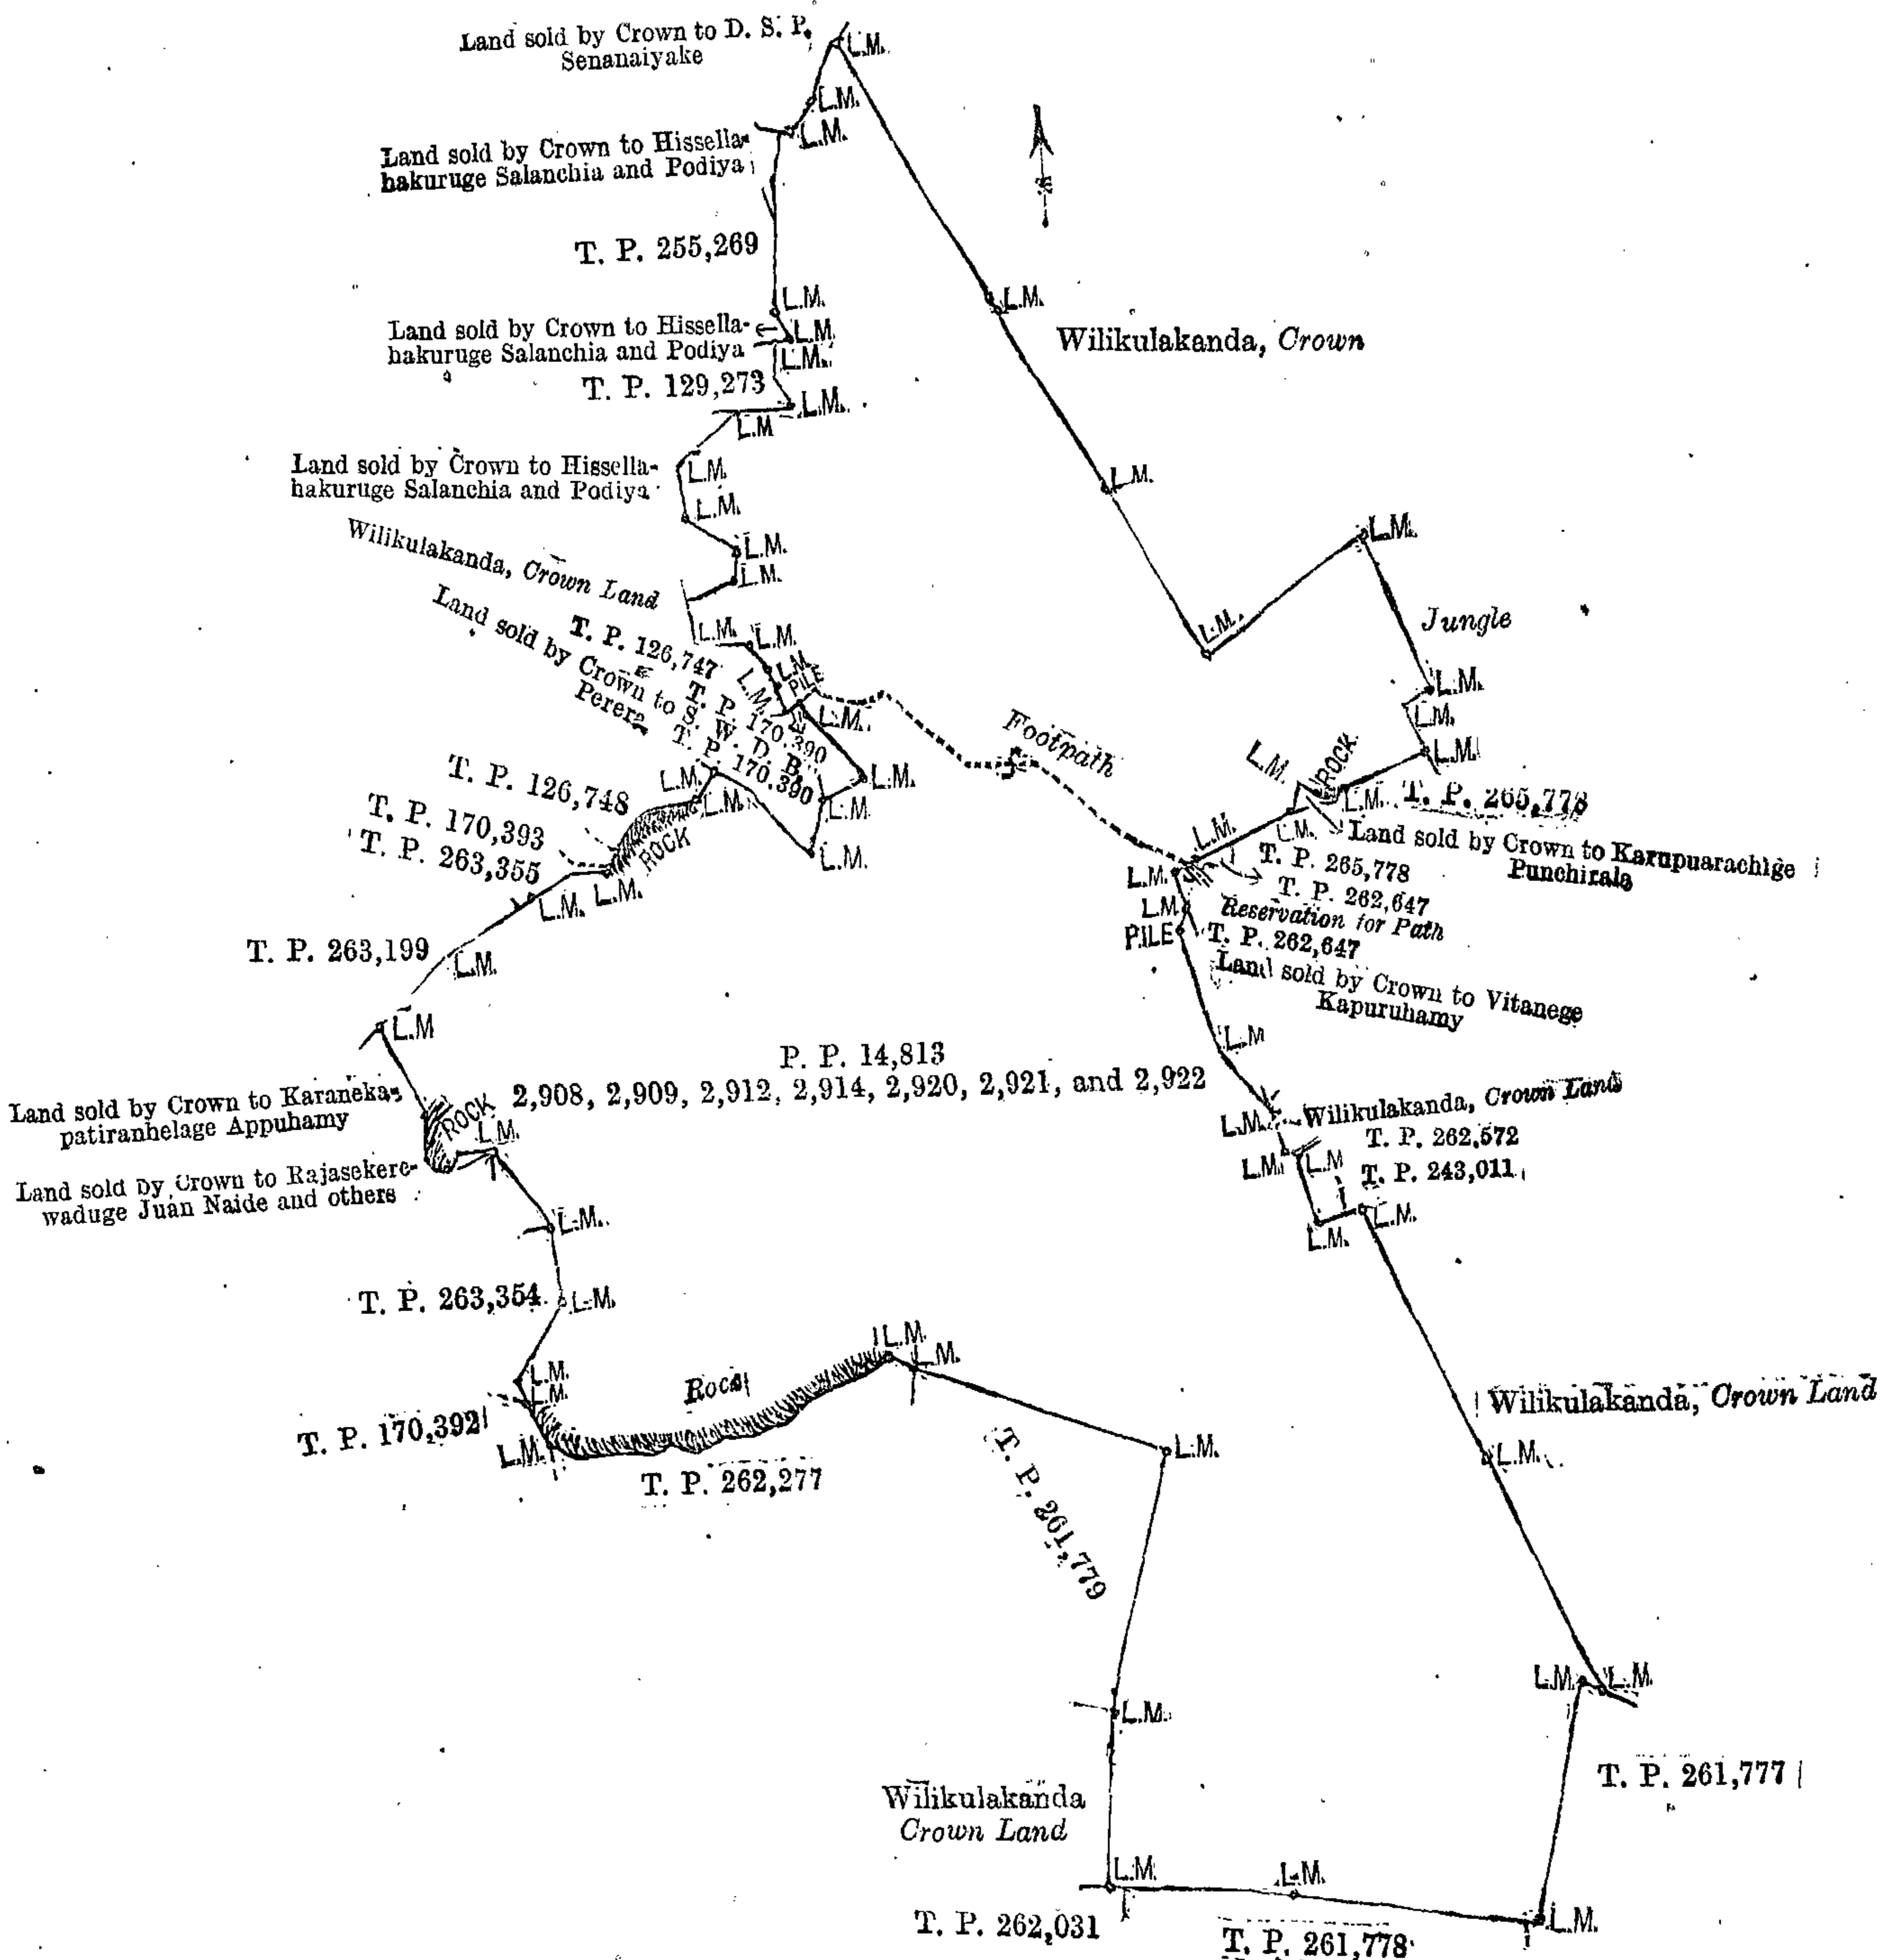 Land sold by Crown to D. S. P.
Senanaiyake
L.M.
L.M.
L.M.
Land sold by Crown to Hissella-
hakuruge Salanchia and Podiya
T. P. 255,269
L.M.
Land sold by Crown to Hissella-
hakuruge Salanchia and Podiya
L.M.
L.M.
T. P. 129,273
L.M.
L.M
L.M.
Wilikulakanda, Crown
L.M.
Land sold by Crown to Hissella-
hakuruge Salanchia and Podiya
L.M.
L.M.
L.M.
L.M.
L.M.
Jungle
L.M.
L.M.
L.M.
L.M.
Wilikulakanda, Crown Land
L.M.
L.M.
T. P. 126,747
L.M.
L.M.
PILE
L.M.
Land sold by Crown to S. W. D. B.
Perera
T. P. 170,390
T. P. 170,390
L.M.
L.M.
L.M.
Footpath
L.M.
ROCK
L.M.
T. P. 265,778
L.M.
L.M.
Land sold by Crown to Karupuarachige
Punchirala
T. P. 126,748
L.M.
L.M.
ROCK
T. P. 170,393
T. P. 263,355
L.M.
L.M.
T. P. 265,778
T. P. 262,647
Reservation for Path
L.M.
L.M.
PILE
T. P. 262,647
Land sold by Crown to Vitanege
Kapuruhamy
T. P. 263,199
L.M.
L.M
L.M
P. P. 14,813
2,908, 2,909, 2,912, 2,914, 2,920, 2,921, and 2,922
Land sold by Crown to Karaneka-
patiranhelage Appuhamy
ROCK
L.M.
L.M.
Wilikulakanda, Crown Land
T. P. 262,572
L.M.
L.M
T. P. 243,011
Land sold by Crown to Rajasekere-
waduge Juan Naide and others
L.M.
L.M.
L.M.
T. P. 263,354
L.M.
L.M.
L.M.
Rock
L.M.
L.M.
T. P. 170,392
L.M.
T. P. 262,277
T. P. 261,779
L.M.
Wilikulakanda, Crown Land
L.M.
L.M.
L.M.
L.M.
T. P. 261,777
Wilikulakanda
Crown Land
L.M.
L.M.
L.M.
T. P. 262,031
T. P. 261,778